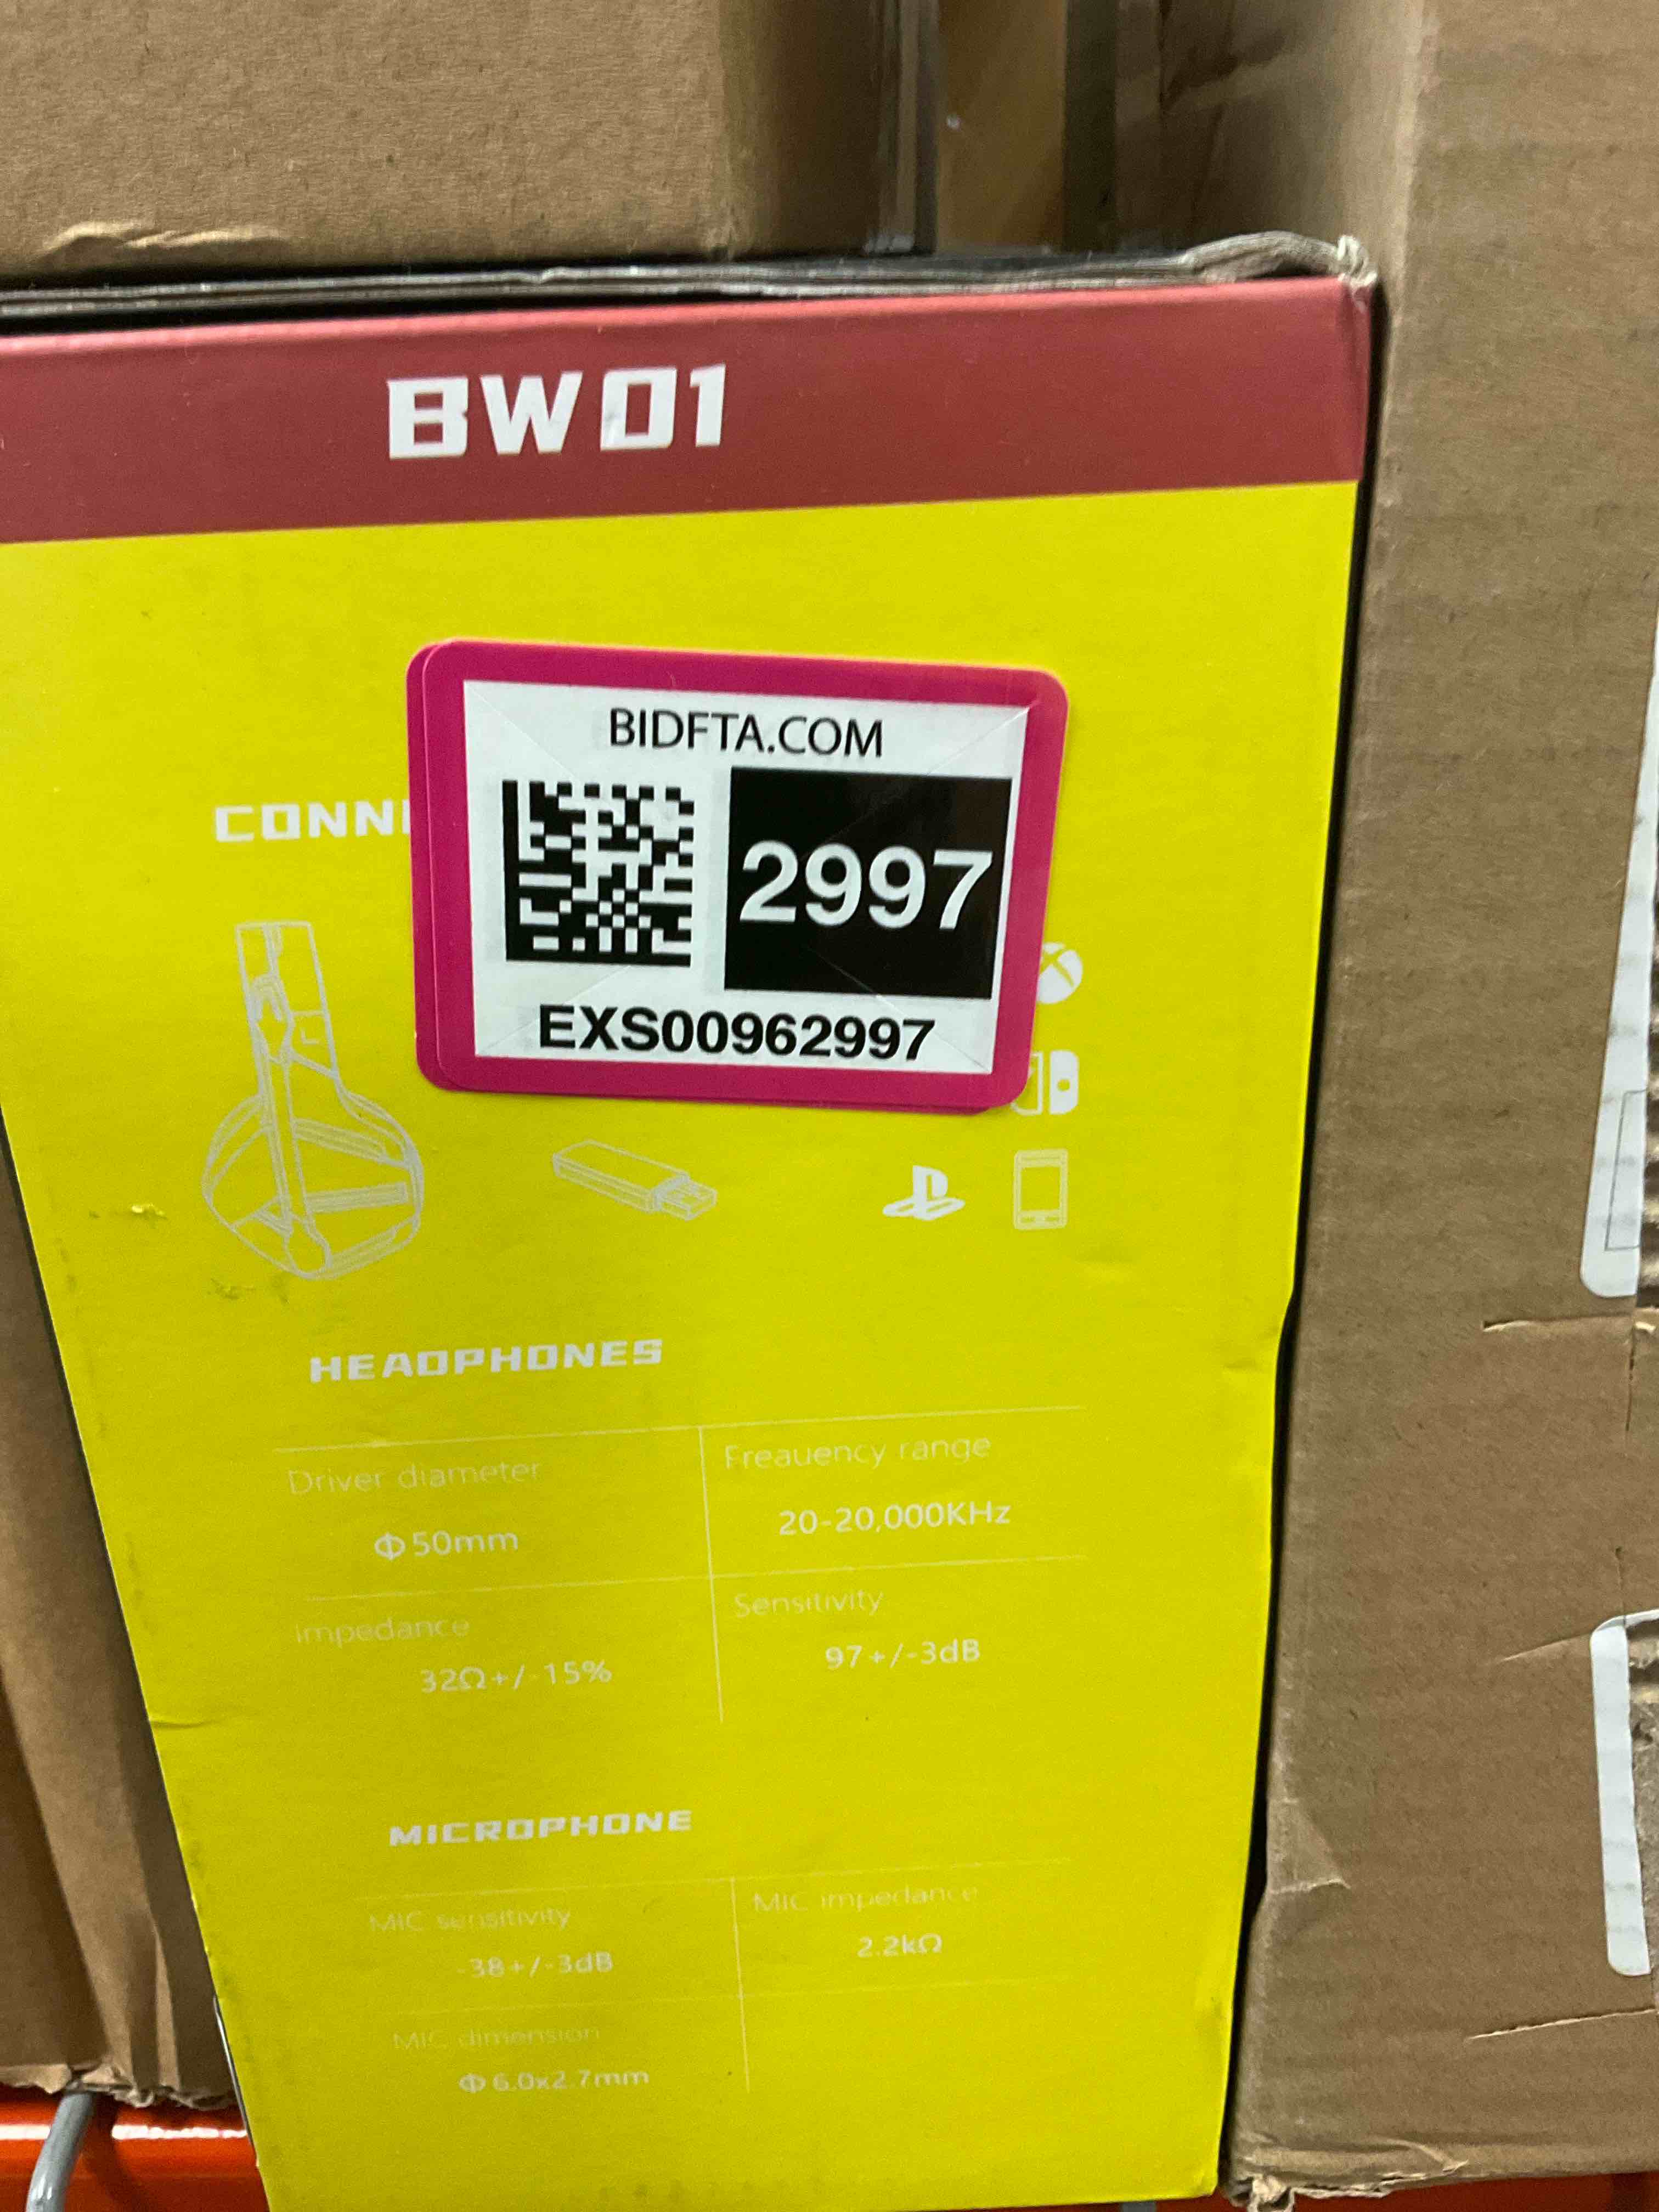 BW01
BIDFTA.COM
CONN
2997
EXS00962997
L
HEADPHONES
Driver diameter
Φ50mm
Freauency range
20-20,000KHz
Impedance
32Ω+/-15%
Sensitivity
97+/-3dB
MICROPHONE
MIC sensitivity
-38+/-3dB
MIC impedance
2.2kΩ
MIC dimension
Φ6.0x2.7mm